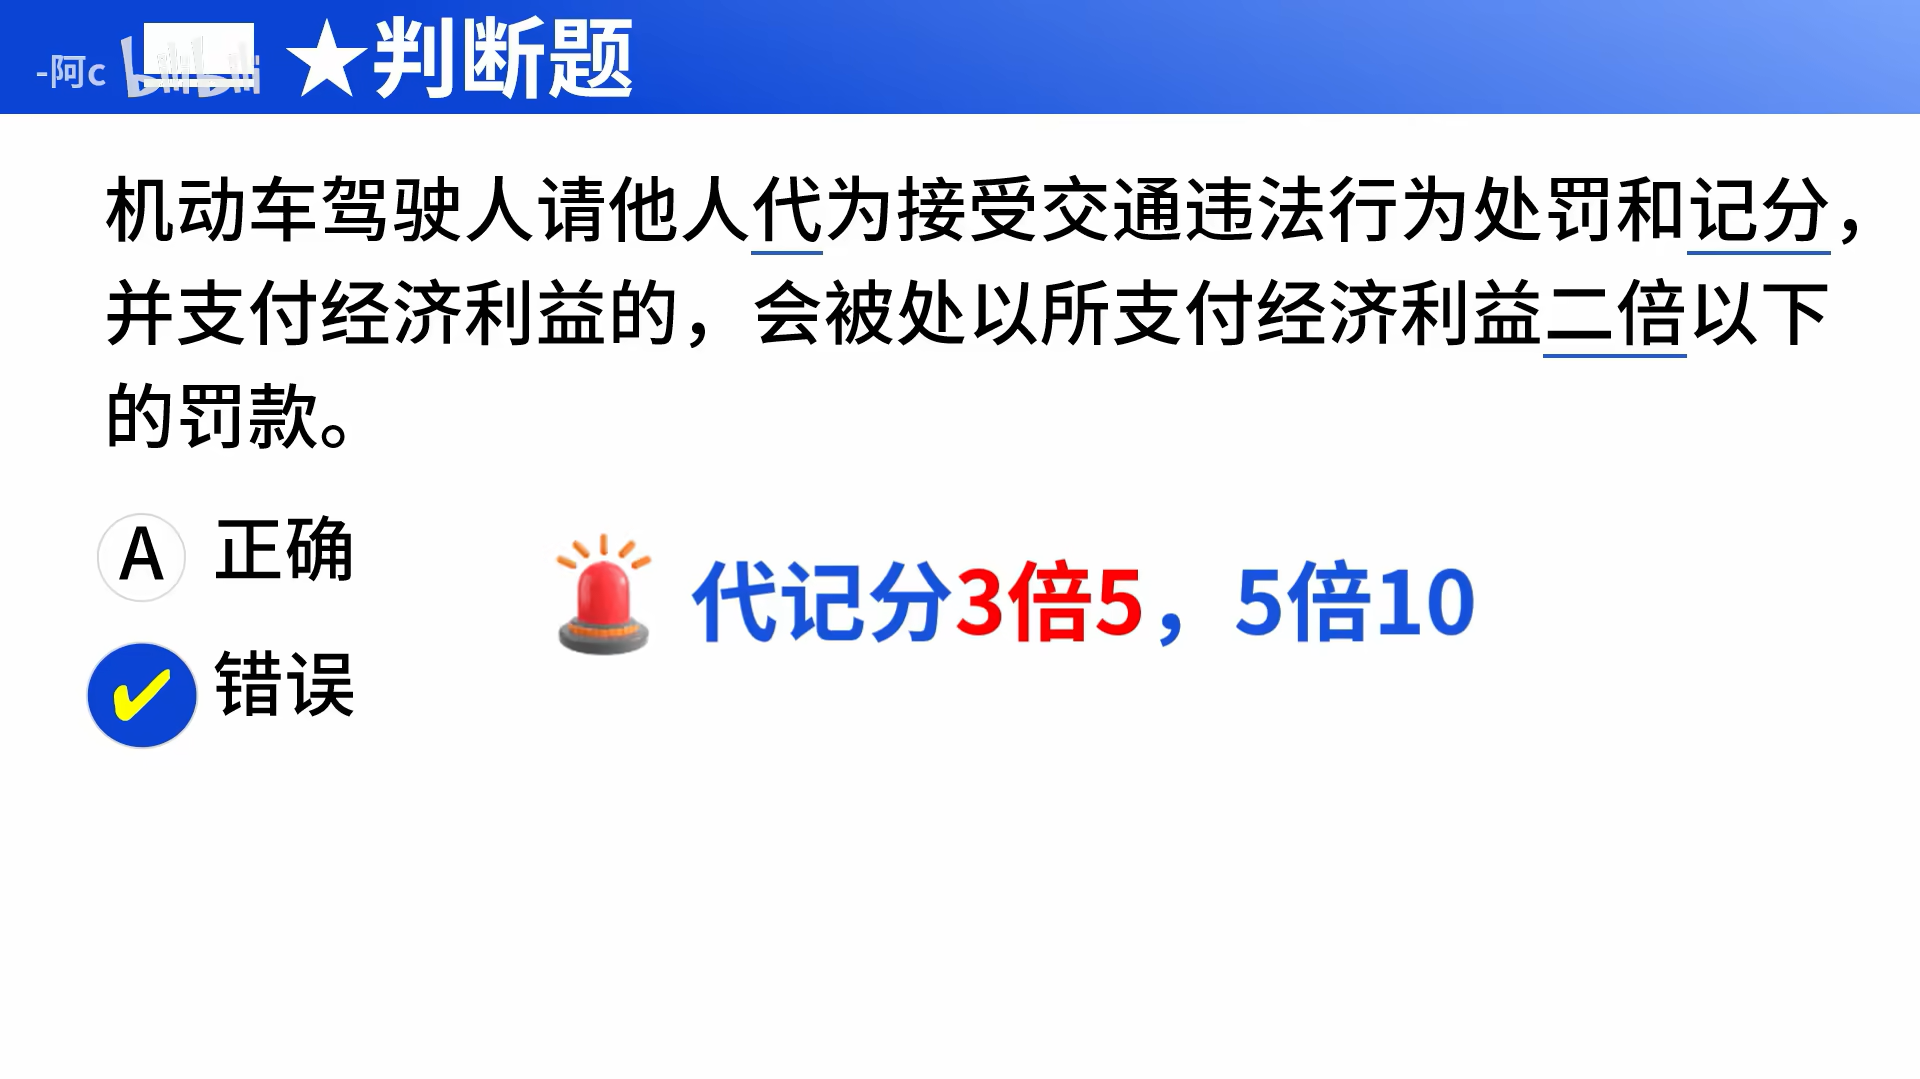 -阿c bilibili ★判断题
机动车驾驶人请他人代为接受交通违法行为处罚和记分，
并支付经济利益的，会被处以所支付经济利益二倍以下
的罚款。
A 正确
代记分3倍5，5倍10
✔ 错误